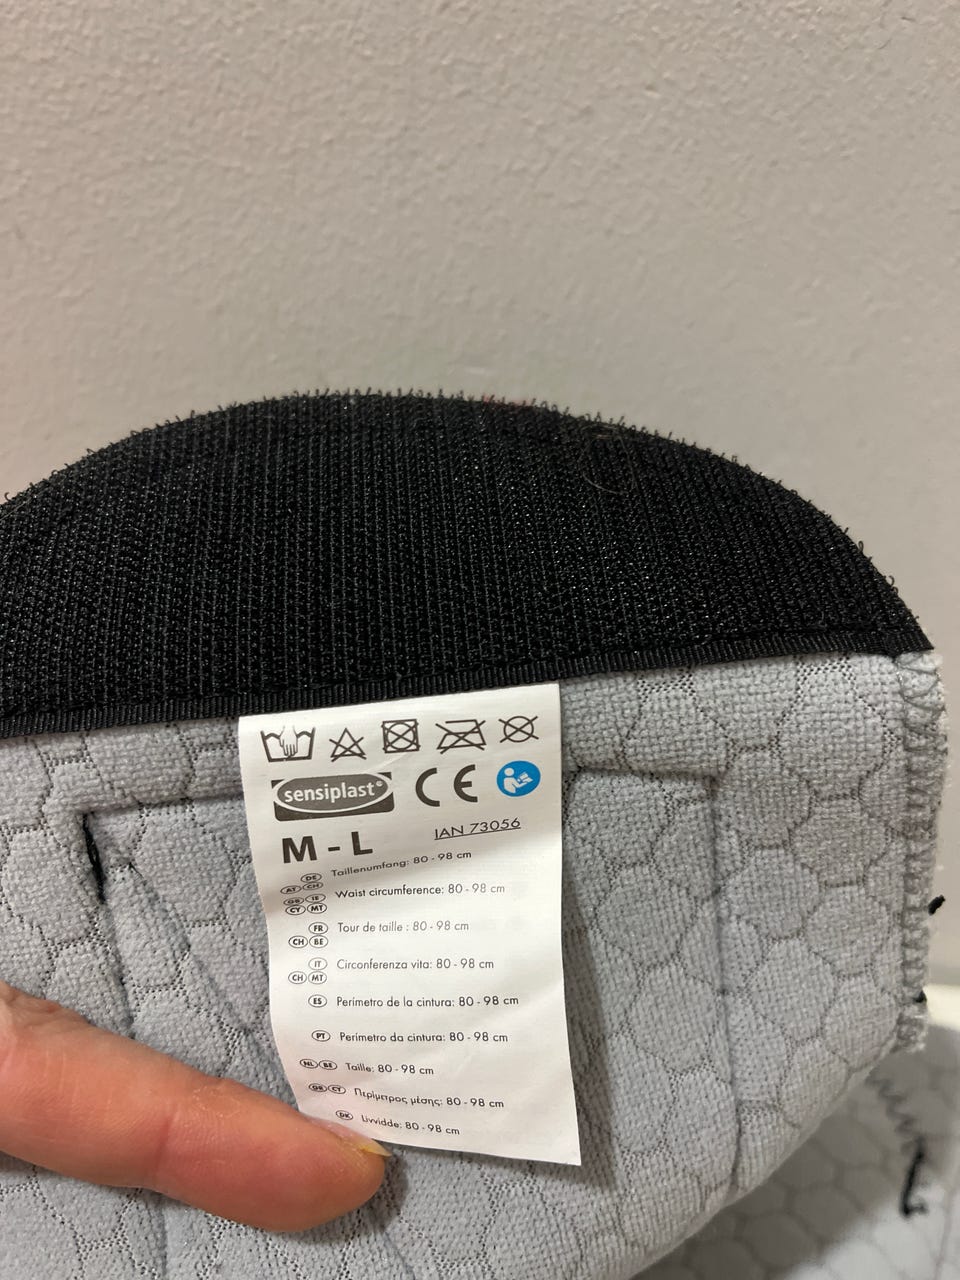 sensiplast®
CE
M - L
IAN 73056
DE AT CH Taillenumfang: 80 - 98 cm
GB IE CY MT Waist circumference: 80 - 98 cm
FR CH BE Tour de taille : 80 - 98 cm
IT CH MT Circonferenza vita: 80 - 98 cm
ES Perímetro de la cintura: 80 - 98 cm
PT Perímetro da cintura: 80 - 98 cm
NL BE Taille: 80 - 98 cm
GR CY Περίμετρος μέσης: 80 - 98 cm
DK Livvidde: 80 - 98 cm